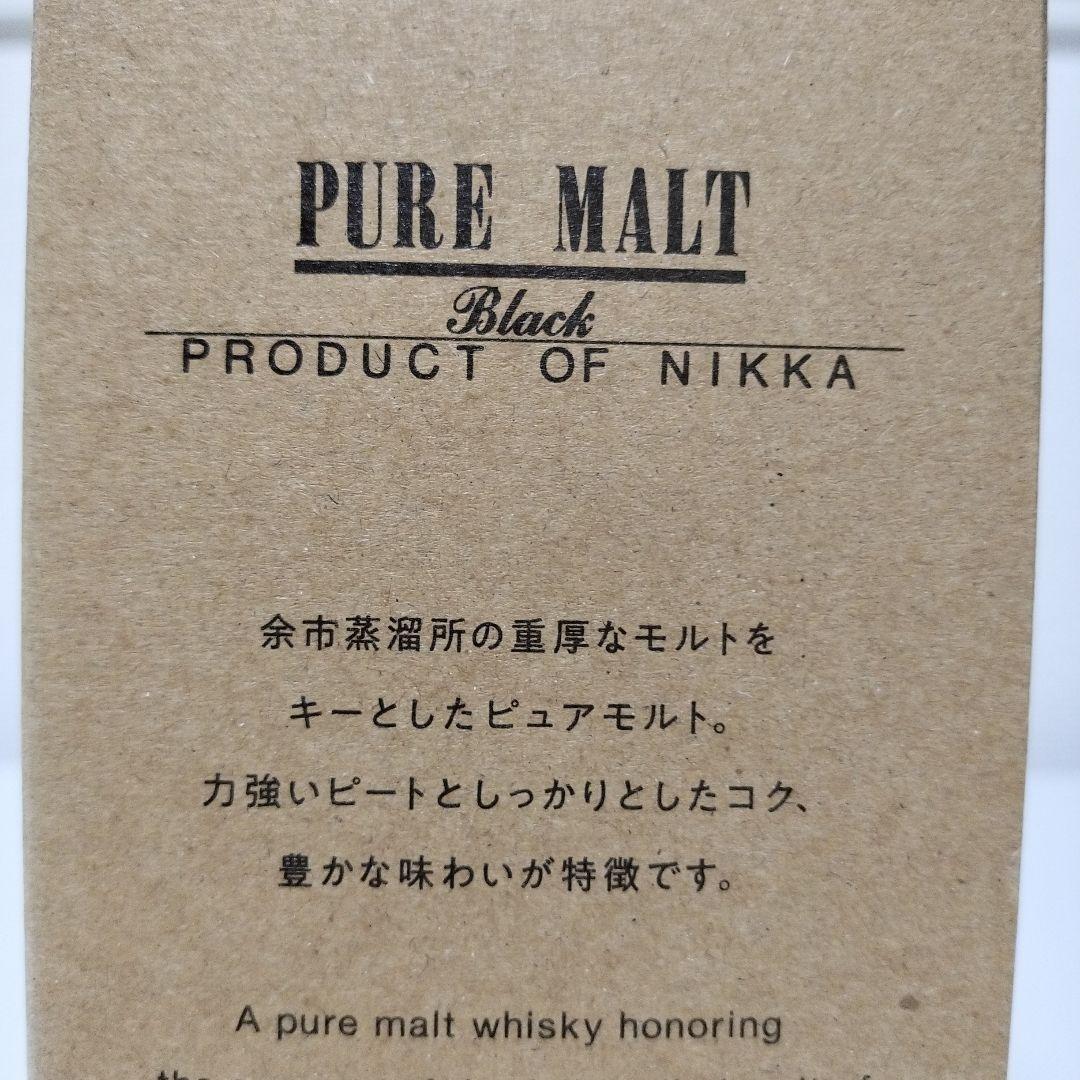 PURE MALT
Black
PRODUCT OF NIKKA
余市蒸溜所の重厚なモルトを
キーとしたピュアモルト。
力強いピートとしっかりとしたコク、
豊かな味わいが特徴です。
A pure malt whisky honoring